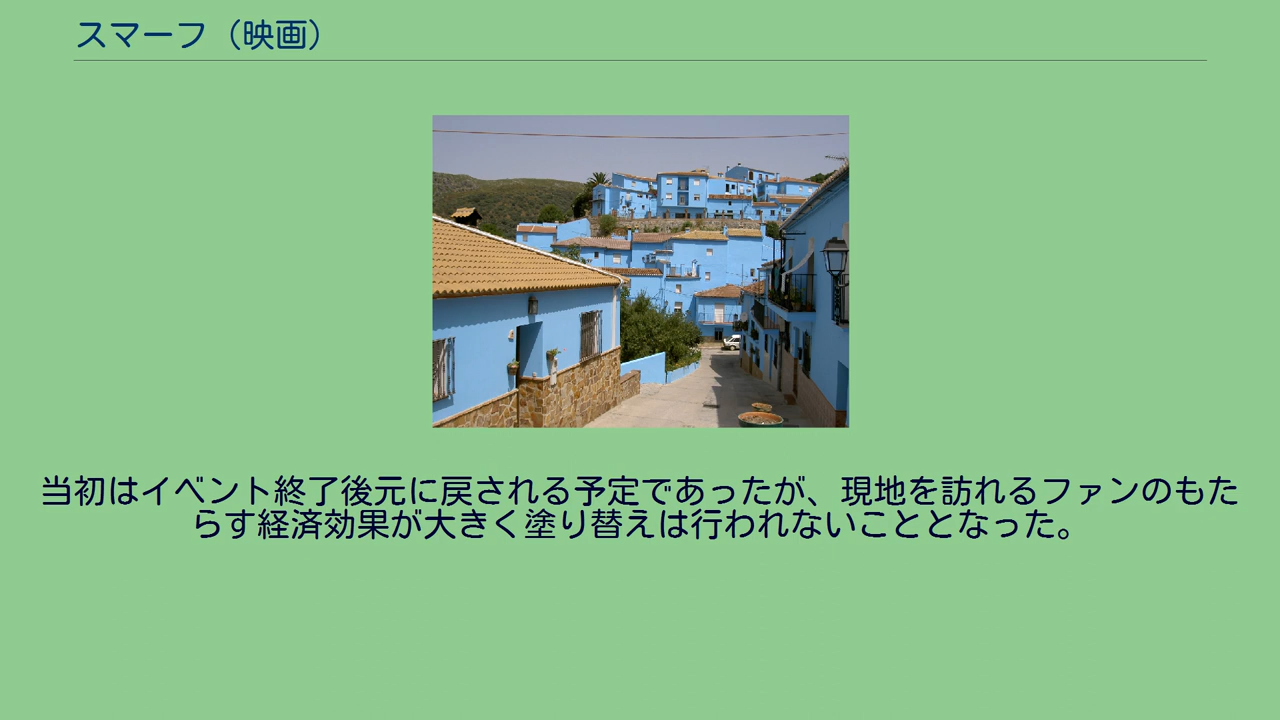 スマーフ（映画）
当初はイベント終了後元に戻される予定であったが、現地を訪れるファンのもた
らす経済効果が大きく塗り替えは行われないこととなった。